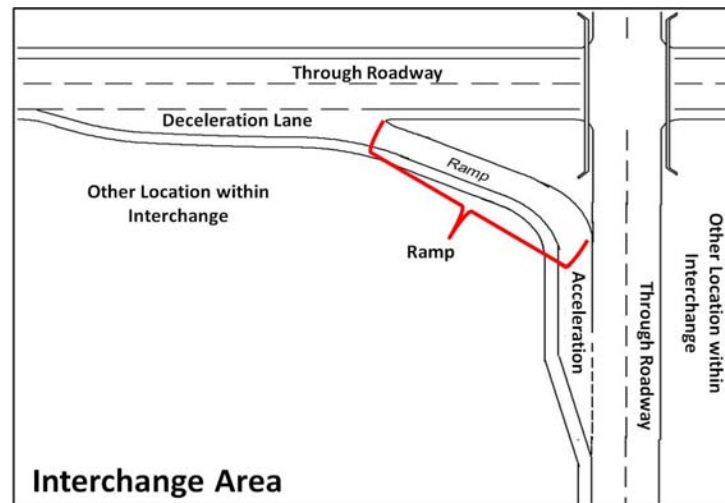 Through Roadway
Deceleration Lane
Ramp
Other Location within
Interchange
Ramp
Acceleration
Through Roadway
Other Location within
Interchange
Interchange Area